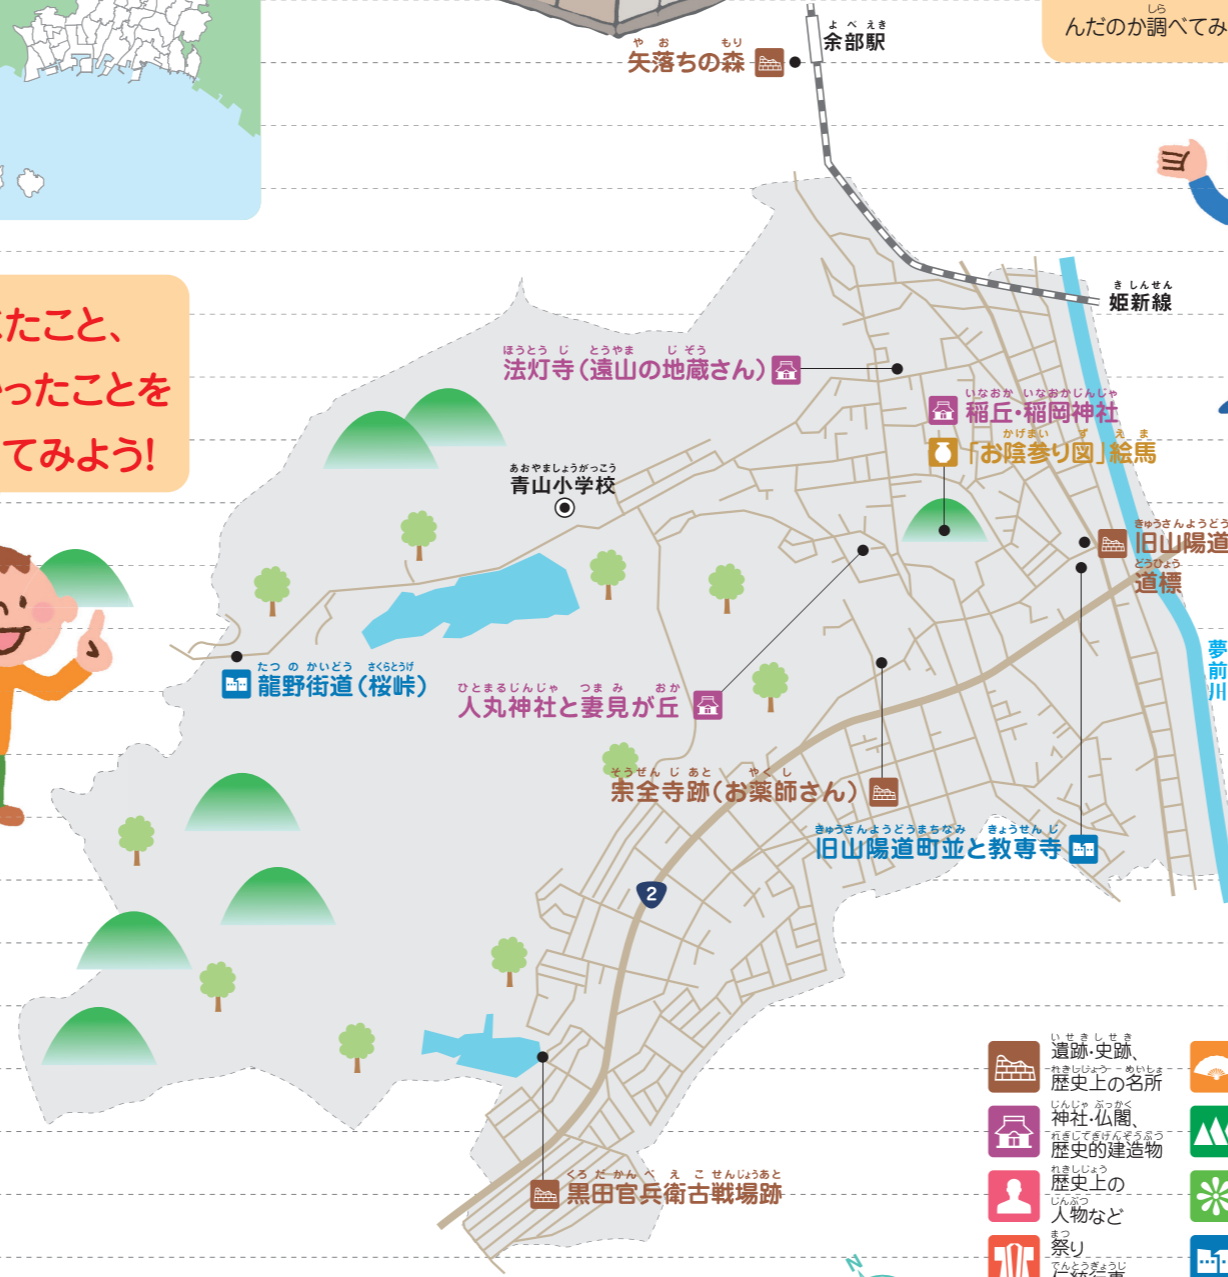 しら
んだのか調べてみ
よべえき
余部駅
やお もり
矢落ちの森
きしんせん
姫新線
たこと、
ったことを
てみよう!
ほうとうじ とうやま じぞう
法灯寺(遠山の地蔵さん)
いなおか いなおかじんじゃ
稲丘・稲岡神社
かげまい ず えま
「お陰参り図」絵馬
あおやましょうがっこう
青山小学校
きゅうさんようどう
旧山陽道
どうひょう
道標
夢前川
たつのかいどう さくらとうげ
龍野街道(桜峠)
ひとまるじんじゃ つまみ おか
人丸神社と妻見が丘
そうぜんじあと やくし
宗全寺跡(お薬師さん)
きゅうさんようどうまちなみ きょうせんじ
旧山陽道町並と教専寺
2
くろだかんべえこせんじょうあと
黒田官兵衛古戦場跡
いせきしせき
遺跡・史跡、
れきしじょう めいしょ
歴史上の名所
じんじゃ ぶっかく
神社・仏閣、
れきしてきけんぞうぶつ
歴史的建造物
れきしじょう
歴史上の
じんぶつ
人物など
まつ
祭り
でんとうぎょうじ
N